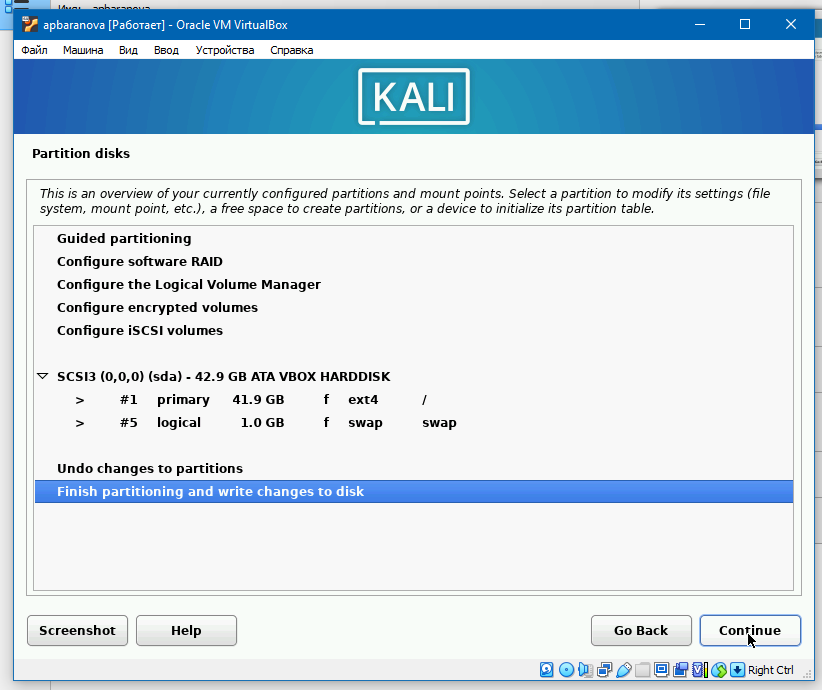 Имя: apbaranova
apbaranova [Работает] - Oracle VM VirtualBox
Файл Машина Вид Ввод Устройства Справка
KALI
Partition disks
This is an overview of your currently configured partitions and mount points. Select a partition to modify its settings (file
system, mount point, etc.), a free space to create partitions, or a device to initialize its partition table.
Guided partitioning
Configure software RAID
Configure the Logical Volume Manager
Configure encrypted volumes
Configure iSCSI volumes
SCSI3 (0,0,0) (sda) - 42.9 GB ATA VBOX HARDDISK
> #1 primary 41.9 GB f ext4 /
> #5 logical 1.0 GB f swap swap
Undo changes to partitions
Finish partitioning and write changes to disk
Screenshot Help Go Back Continue
Right Ctrl